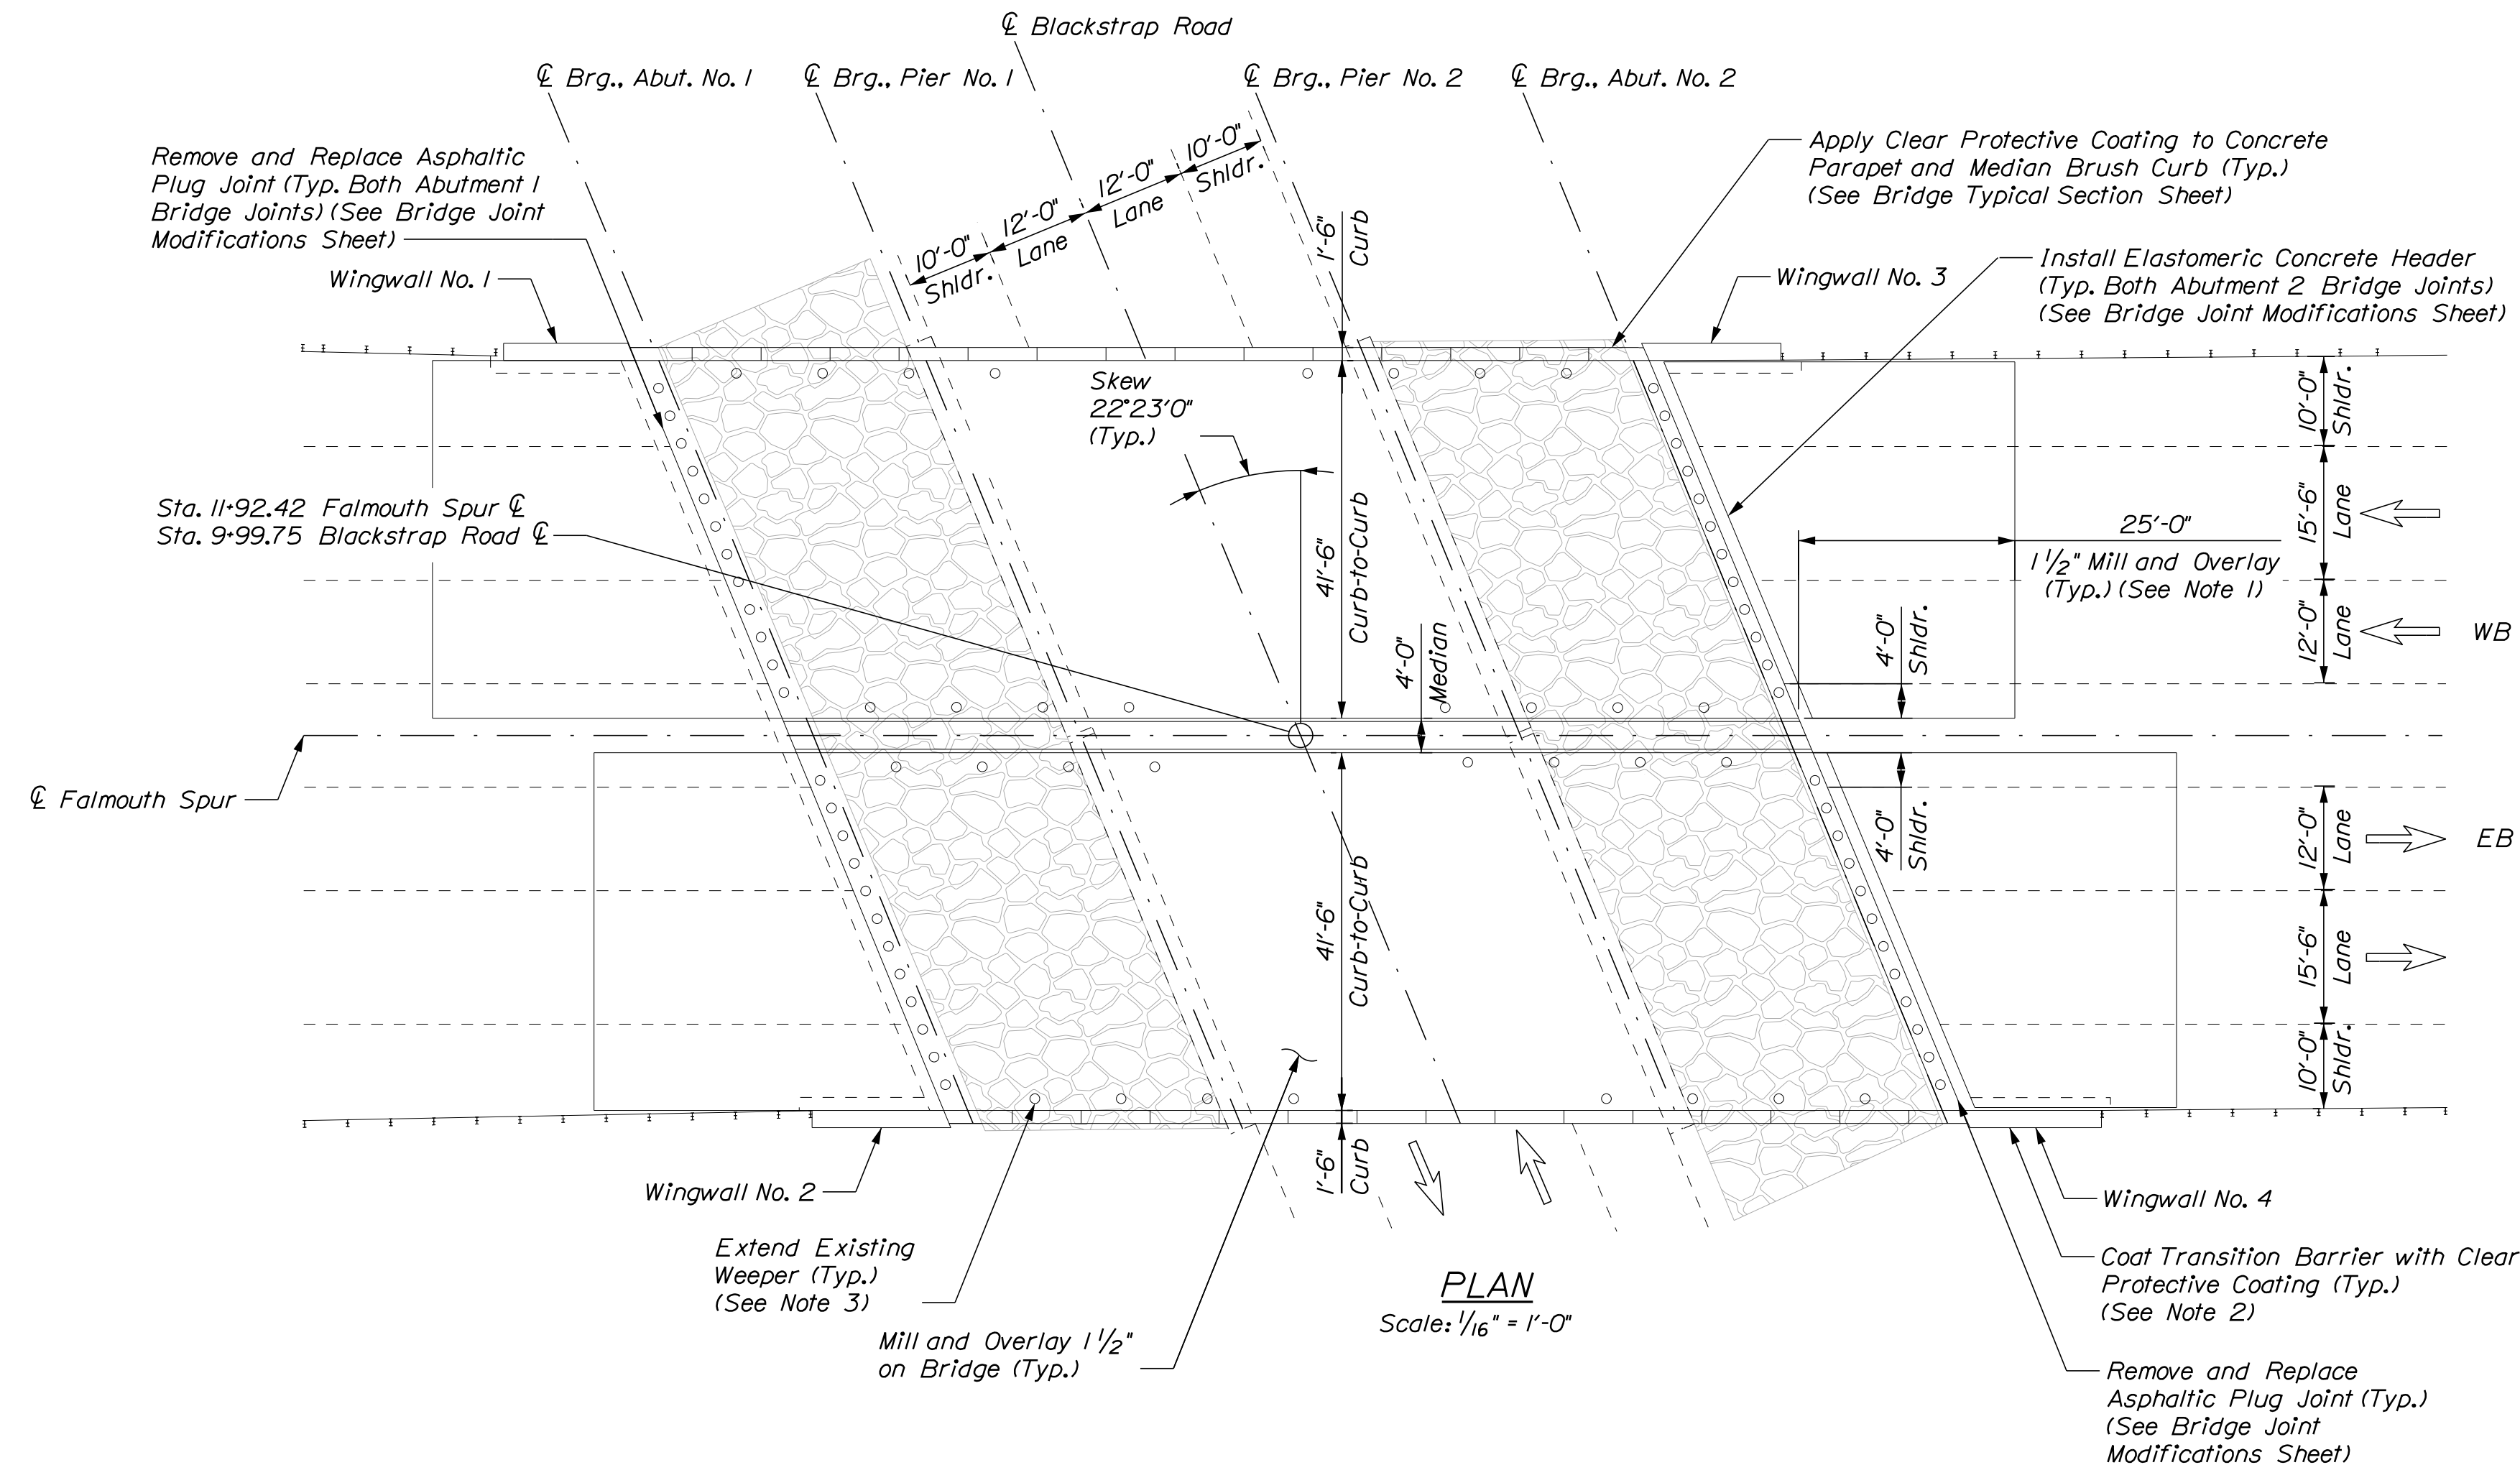 ℄ Blackstrap Road
℄ Brg., Abut. No. 1
℄ Brg., Pier No. 1
℄ Brg., Pier No. 2
℄ Brg., Abut. No. 2
Remove and Replace Asphaltic
Plug Joint (Typ. Both Abutment 1
Bridge Joints) (See Bridge Joint
Modifications Sheet)
Wingwall No. 1
10'-0"
Shldr.
12'-0"
Lane
12'-0"
Lane
10'-0"
Shldr.
1'-6"
Curb
Apply Clear Protective Coating to Concrete
Parapet and Median Brush Curb (Typ.)
(See Bridge Typical Section Sheet)
Wingwall No. 3
Install Elastomeric Concrete Header
(Typ. Both Abutment 2 Bridge Joints)
(See Bridge Joint Modifications Sheet)
Skew
22°23'0"
(Typ.)
Sta. 11+92.42 Falmouth Spur ℄
Sta. 9+99.75 Blackstrap Road ℄
41'-6"
Curb-to-Curb
4'-0"
Median
25'-0"
1 1/2" Mill and Overlay
(Typ.) (See Note 1)
4'-0"
Shldr.
10'-0"
Shldr.
15'-6"
Lane
12'-0"
Lane
WB
℄ Falmouth Spur
41'-6"
Curb-to-Curb
4'-0"
Shldr.
12'-0"
Lane
EB
15'-6"
Lane
10'-0"
Shldr.
1'-6"
Curb
Wingwall No. 2
Extend Existing
Weeper (Typ.)
(See Note 3)
Mill and Overlay 1 1/2"
on Bridge (Typ.)
PLAN
Scale: 1/16" = 1'-0"
Wingwall No. 4
Coat Transition Barrier with Clear
Protective Coating (Typ.)
(See Note 2)
Remove and Replace
Asphaltic Plug Joint (Typ.)
(See Bridge Joint
Modifications Sheet)